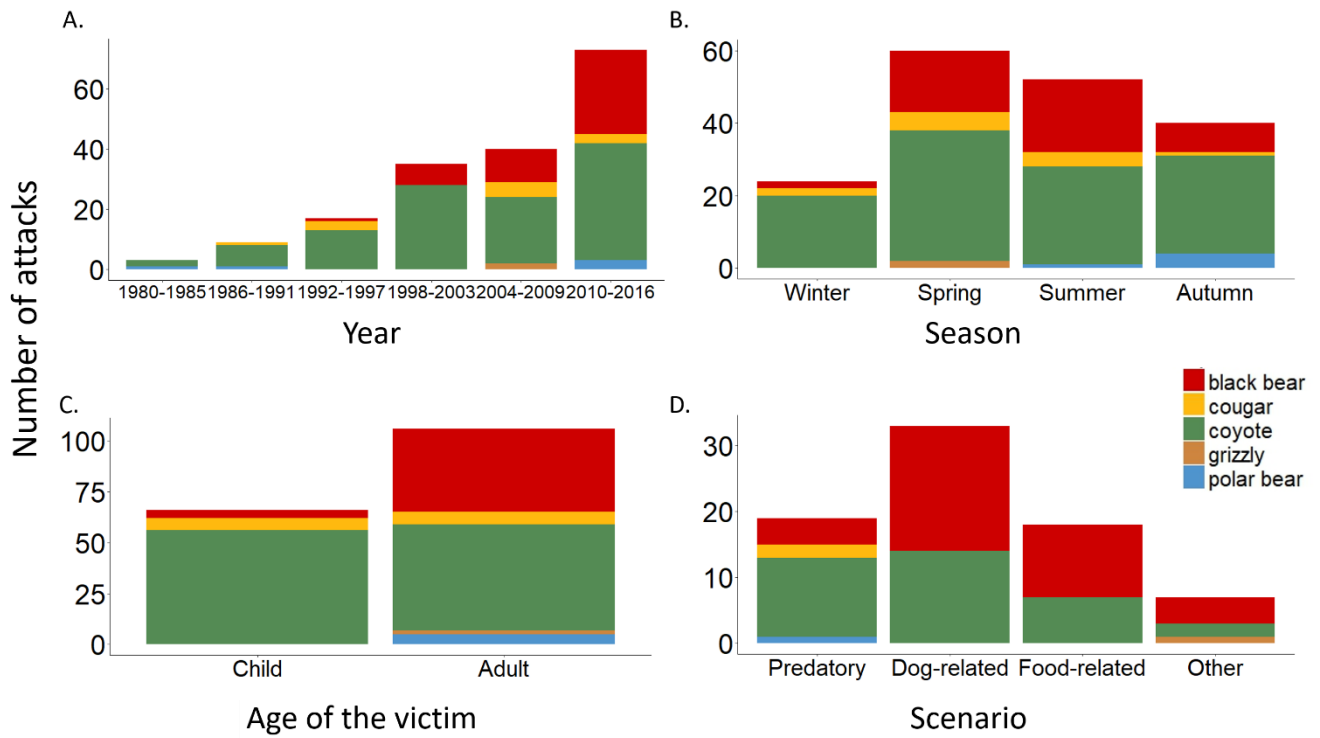 A.
60
40
20
0
1980-1985 1986-1991 1992-1997 1998-2003 2004-2009 2010-2016
Year
B.
60
40
20
0
Winter Spring Summer Autumn
Season
Number of attacks
C.
100
75
50
25
0
Child Adult
Age of the victim
D.
30
20
10
0
Predatory Dog-related Food-related Other
Scenario
black bear
cougar
coyote
grizzly
polar bear